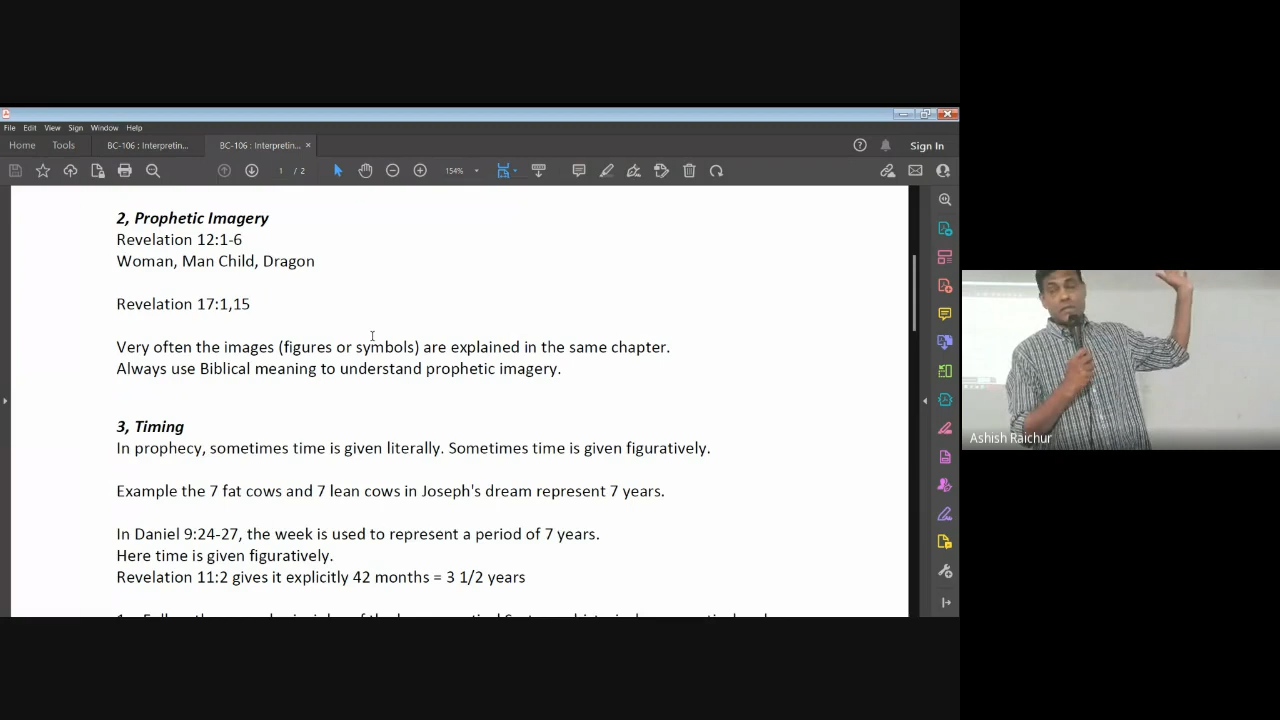 File Edit View Sign Window Help
Home Tools BC-106 : Interpretin... BC-106 : Interpretin... × Sign In
1 / 2 154%
2, Prophetic Imagery
Revelation 12:1-6
Woman, Man Child, Dragon
Revelation 17:1,15
Very often the images (figures or symbols) are explained in the same chapter.
Always use Biblical meaning to understand prophetic imagery.
3, Timing
In prophecy, sometimes time is given literally. Sometimes time is given figuratively.
Example the 7 fat cows and 7 lean cows in Joseph's dream represent 7 years.
In Daniel 9:24-27, the week is used to represent a period of 7 years.
Here time is given figuratively.
Revelation 11:2 gives it explicitly 42 months = 3 1/2 years
Ashish Raichur